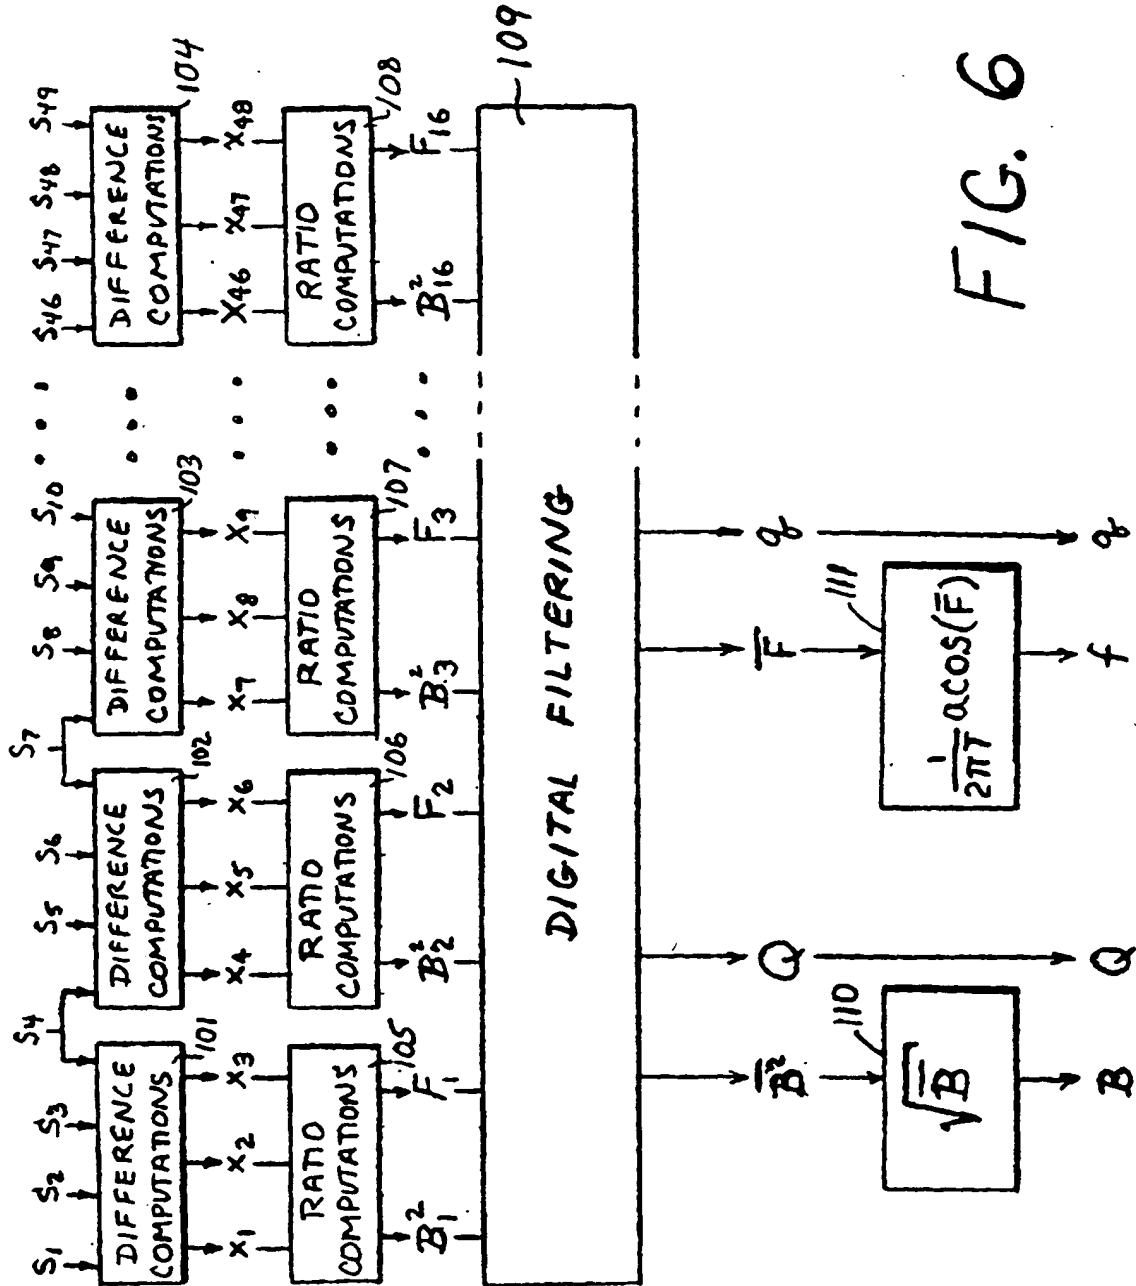 S1 S2 S3 S4 S5 S6 S7 S8 S9 S10 • • • S46 S47 S48 S49
DIFFERENCE COMPUTATIONS 101
DIFFERENCE COMPUTATIONS 102
DIFFERENCE COMPUTATIONS 103
• • •
DIFFERENCE COMPUTATIONS 104
X1 X2 X3 X4 X5 X6 X7 X8 X9 • • • X46 X47 X48
RATIO COMPUTATIONS 105
RATIO COMPUTATIONS 106
RATIO COMPUTATIONS 107
• • •
RATIO COMPUTATIONS 108
B₁² F₁ B₂² F₂ B₃² F₃ • • • B₁₆² F₁₆
DIGITAL FILTERING 109
B̅² Q F̅ q
√B̅ 110
1/2πT acos(F̅) 111
B Q f q
FIG. 6